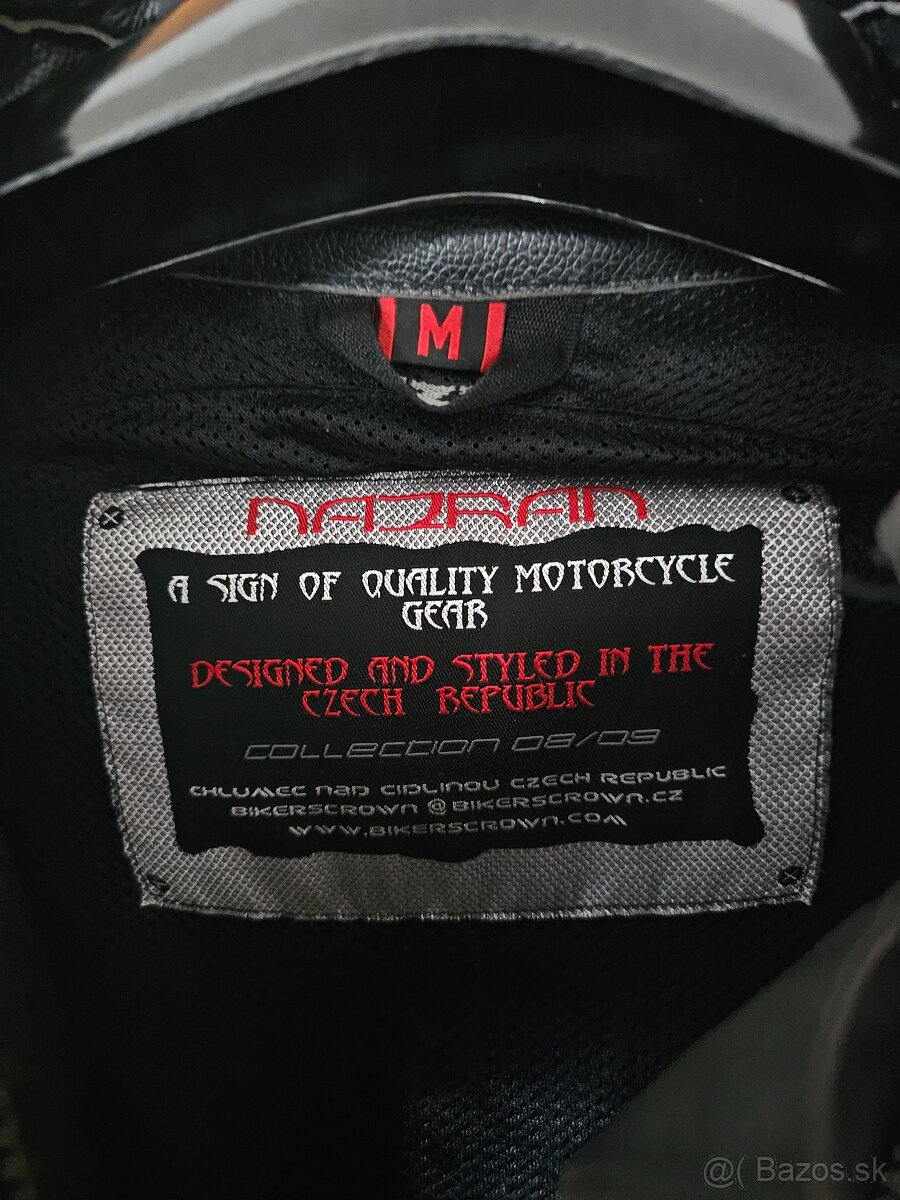 M
NAZRAN
A SIGN OF QUALITY MOTORCYCLE
GEAR
DESIGNED AND STYLED IN THE
CZECH REPUBLIC
COLLECTION 08/09
CHLUMEC NAD CIDLINOU CZECH REPUBLIC
BIKERSCROWN @ BIKERSCROWN.CZ
WWW.BIKERSCROWN.COM
@( Bazos.sk